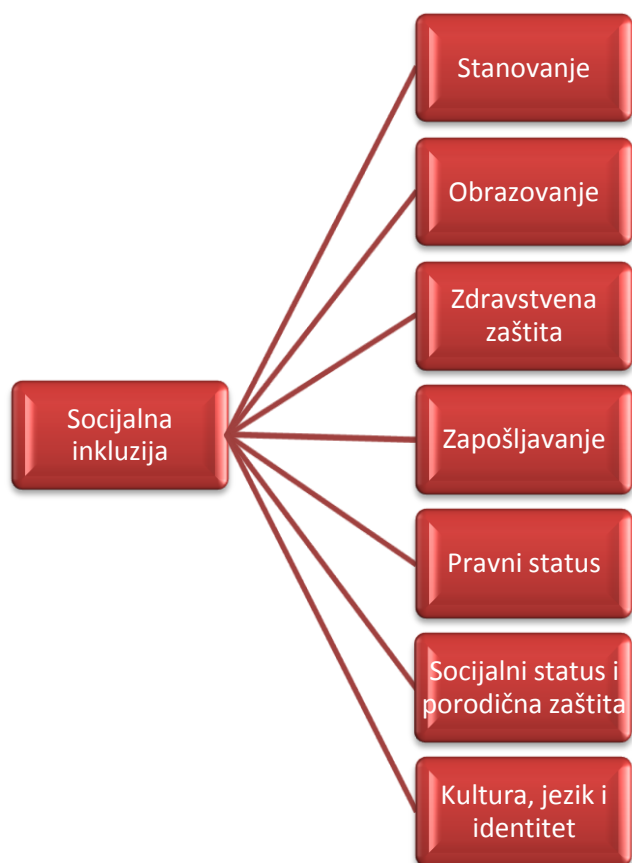 Stanovanje
Obrazovanje
Zdravstvena
zaštita
Socijalna
inkluzija
Zapošljavanje
Pravni status
Socijalni status i
porodična zaštita
Kultura, jezik i
identitet